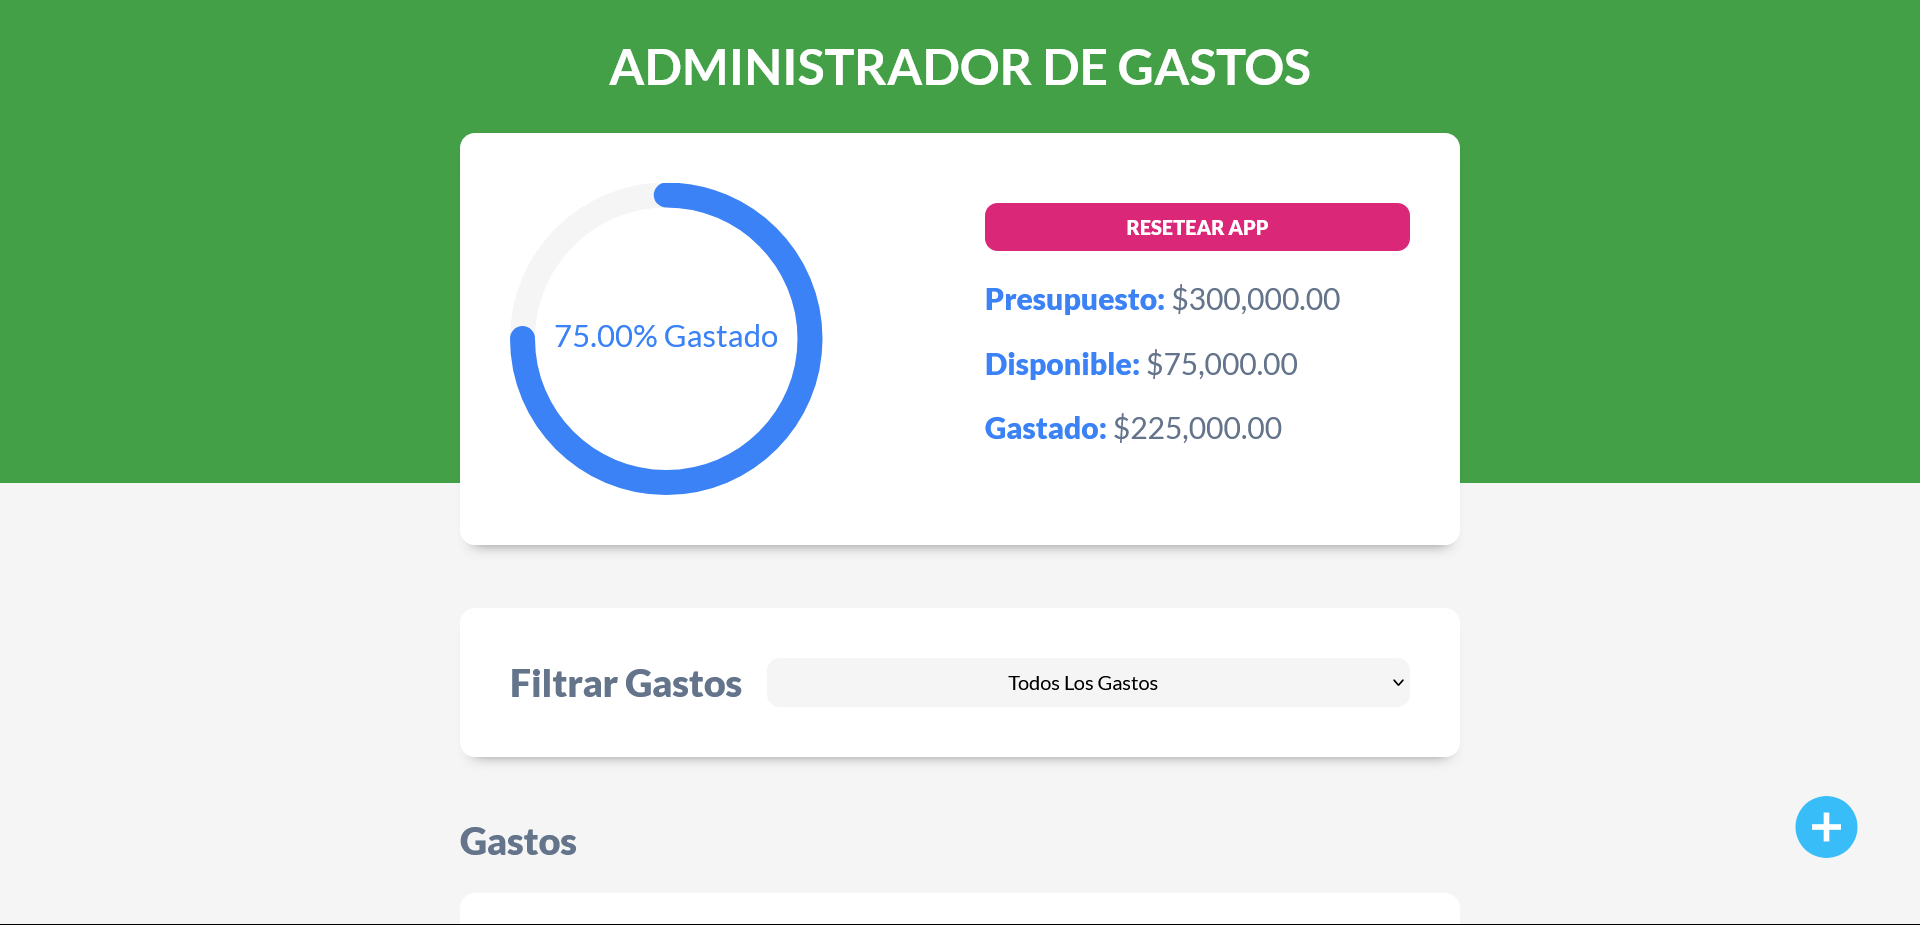 ADMINISTRADOR DE GASTOS
75.00% Gastado
RESETEAR APP
Presupuesto: $300,000.00
Disponible: $75,000.00
Gastado: $225,000.00
Filtrar Gastos
Todos Los Gastos
Gastos